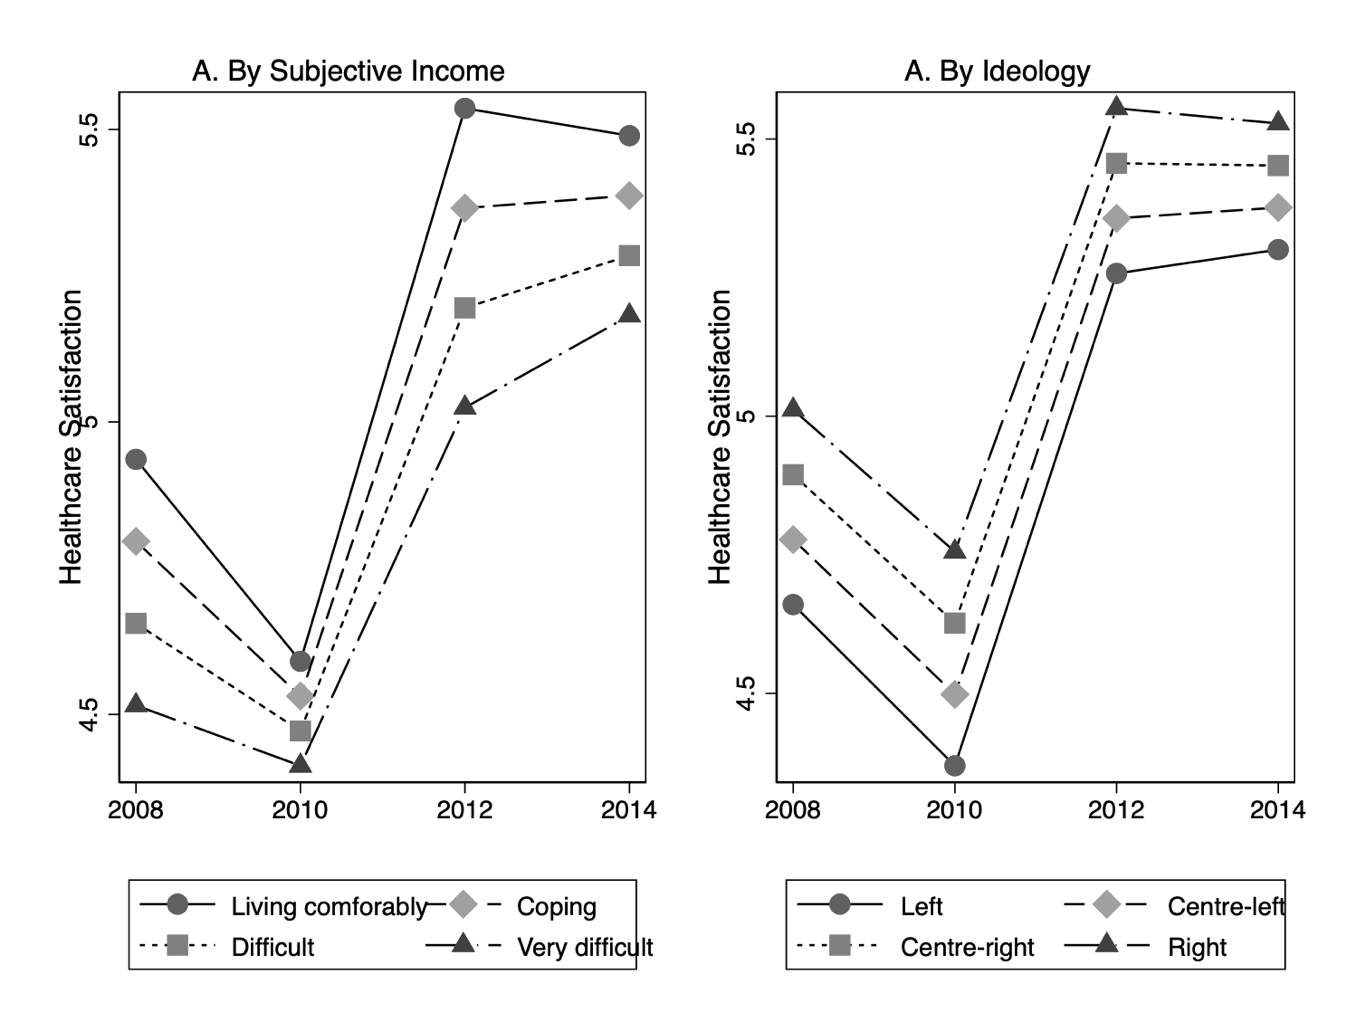 A. By Subjective Income
5.5
5
4.5
Healthcare Satisfaction
2008 2010 2012 2014
Living comforably Coping
Difficult Very difficult
A. By Ideology
5.5
5
4.5
Healthcare Satisfaction
2008 2010 2012 2014
Left Centre-left
Centre-right Right